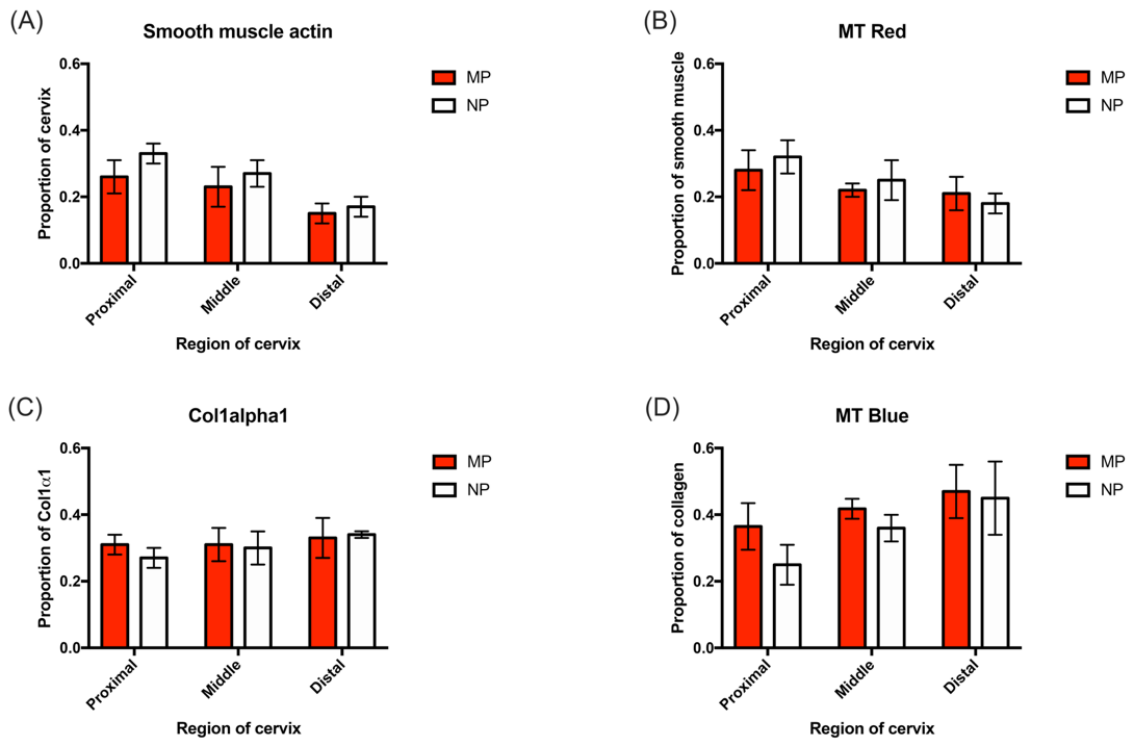 (A)
Smooth muscle actin
Proportion of cervix
0.6
0.4
0.2
0.0
Proximal
Middle
Distal
Region of cervix
MP
NP
(B)
MT Red
Proportion of smooth muscle
0.6
0.4
0.2
0.0
Proximal
Middle
Distal
Region of cervix
MP
NP
(C)
Col1alpha1
Proportion of Col1α1
0.6
0.4
0.2
0.0
Proximal
Middle
Distal
Region of cervix
MP
NP
(D)
MT Blue
Proportion of collagen
0.6
0.4
0.2
0.0
Proximal
Middle
Distal
Region of cervix
MP
NP